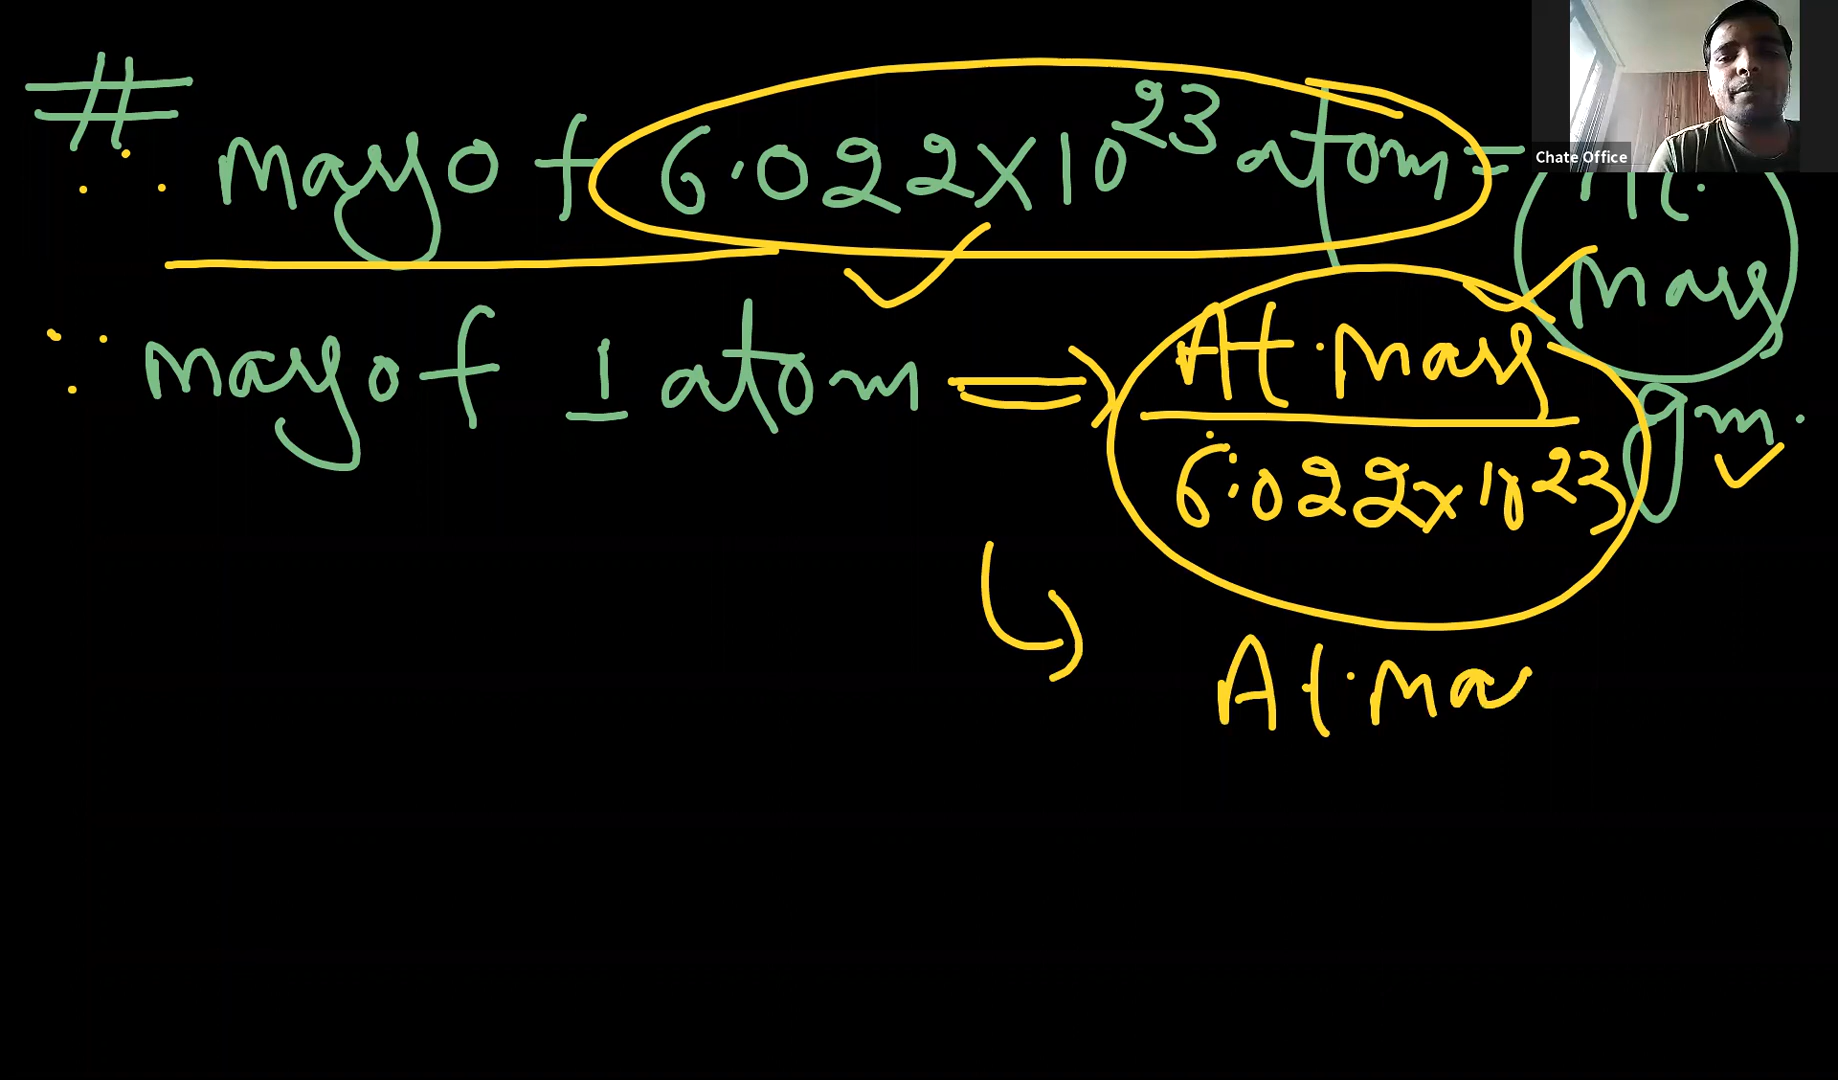 #
∴ mass of 6.022×10²³ atom = At. mass gm.
∵ mass of 1 atom ⇒ At. mass / 6.022×10²³
At. ma
Chate Office